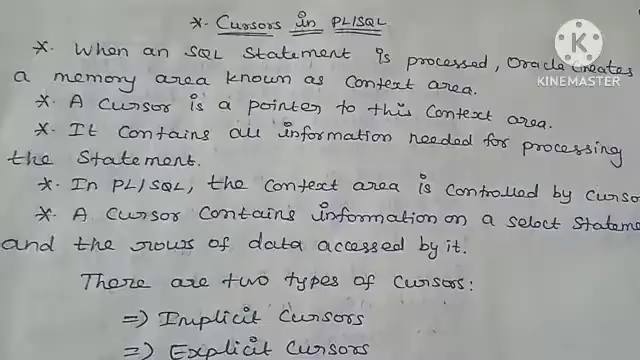 *. Cursors in PL/SQL
*. When an SQL Statement is processed, Oracle creates
a memory area known as Context area.
*. A Cursor is a pointer to this Context area.
*. It Contains all information needed for processing
the Statement.
*. In PL/SQL, the Context area is controlled by Curso
*. A Cursor Contains information on a select Stateme
and the rows of data accessed by it.
There are two types of Cursors:
=) Implicit Cursors
=) Explicit Cursors
K
KINEMASTER